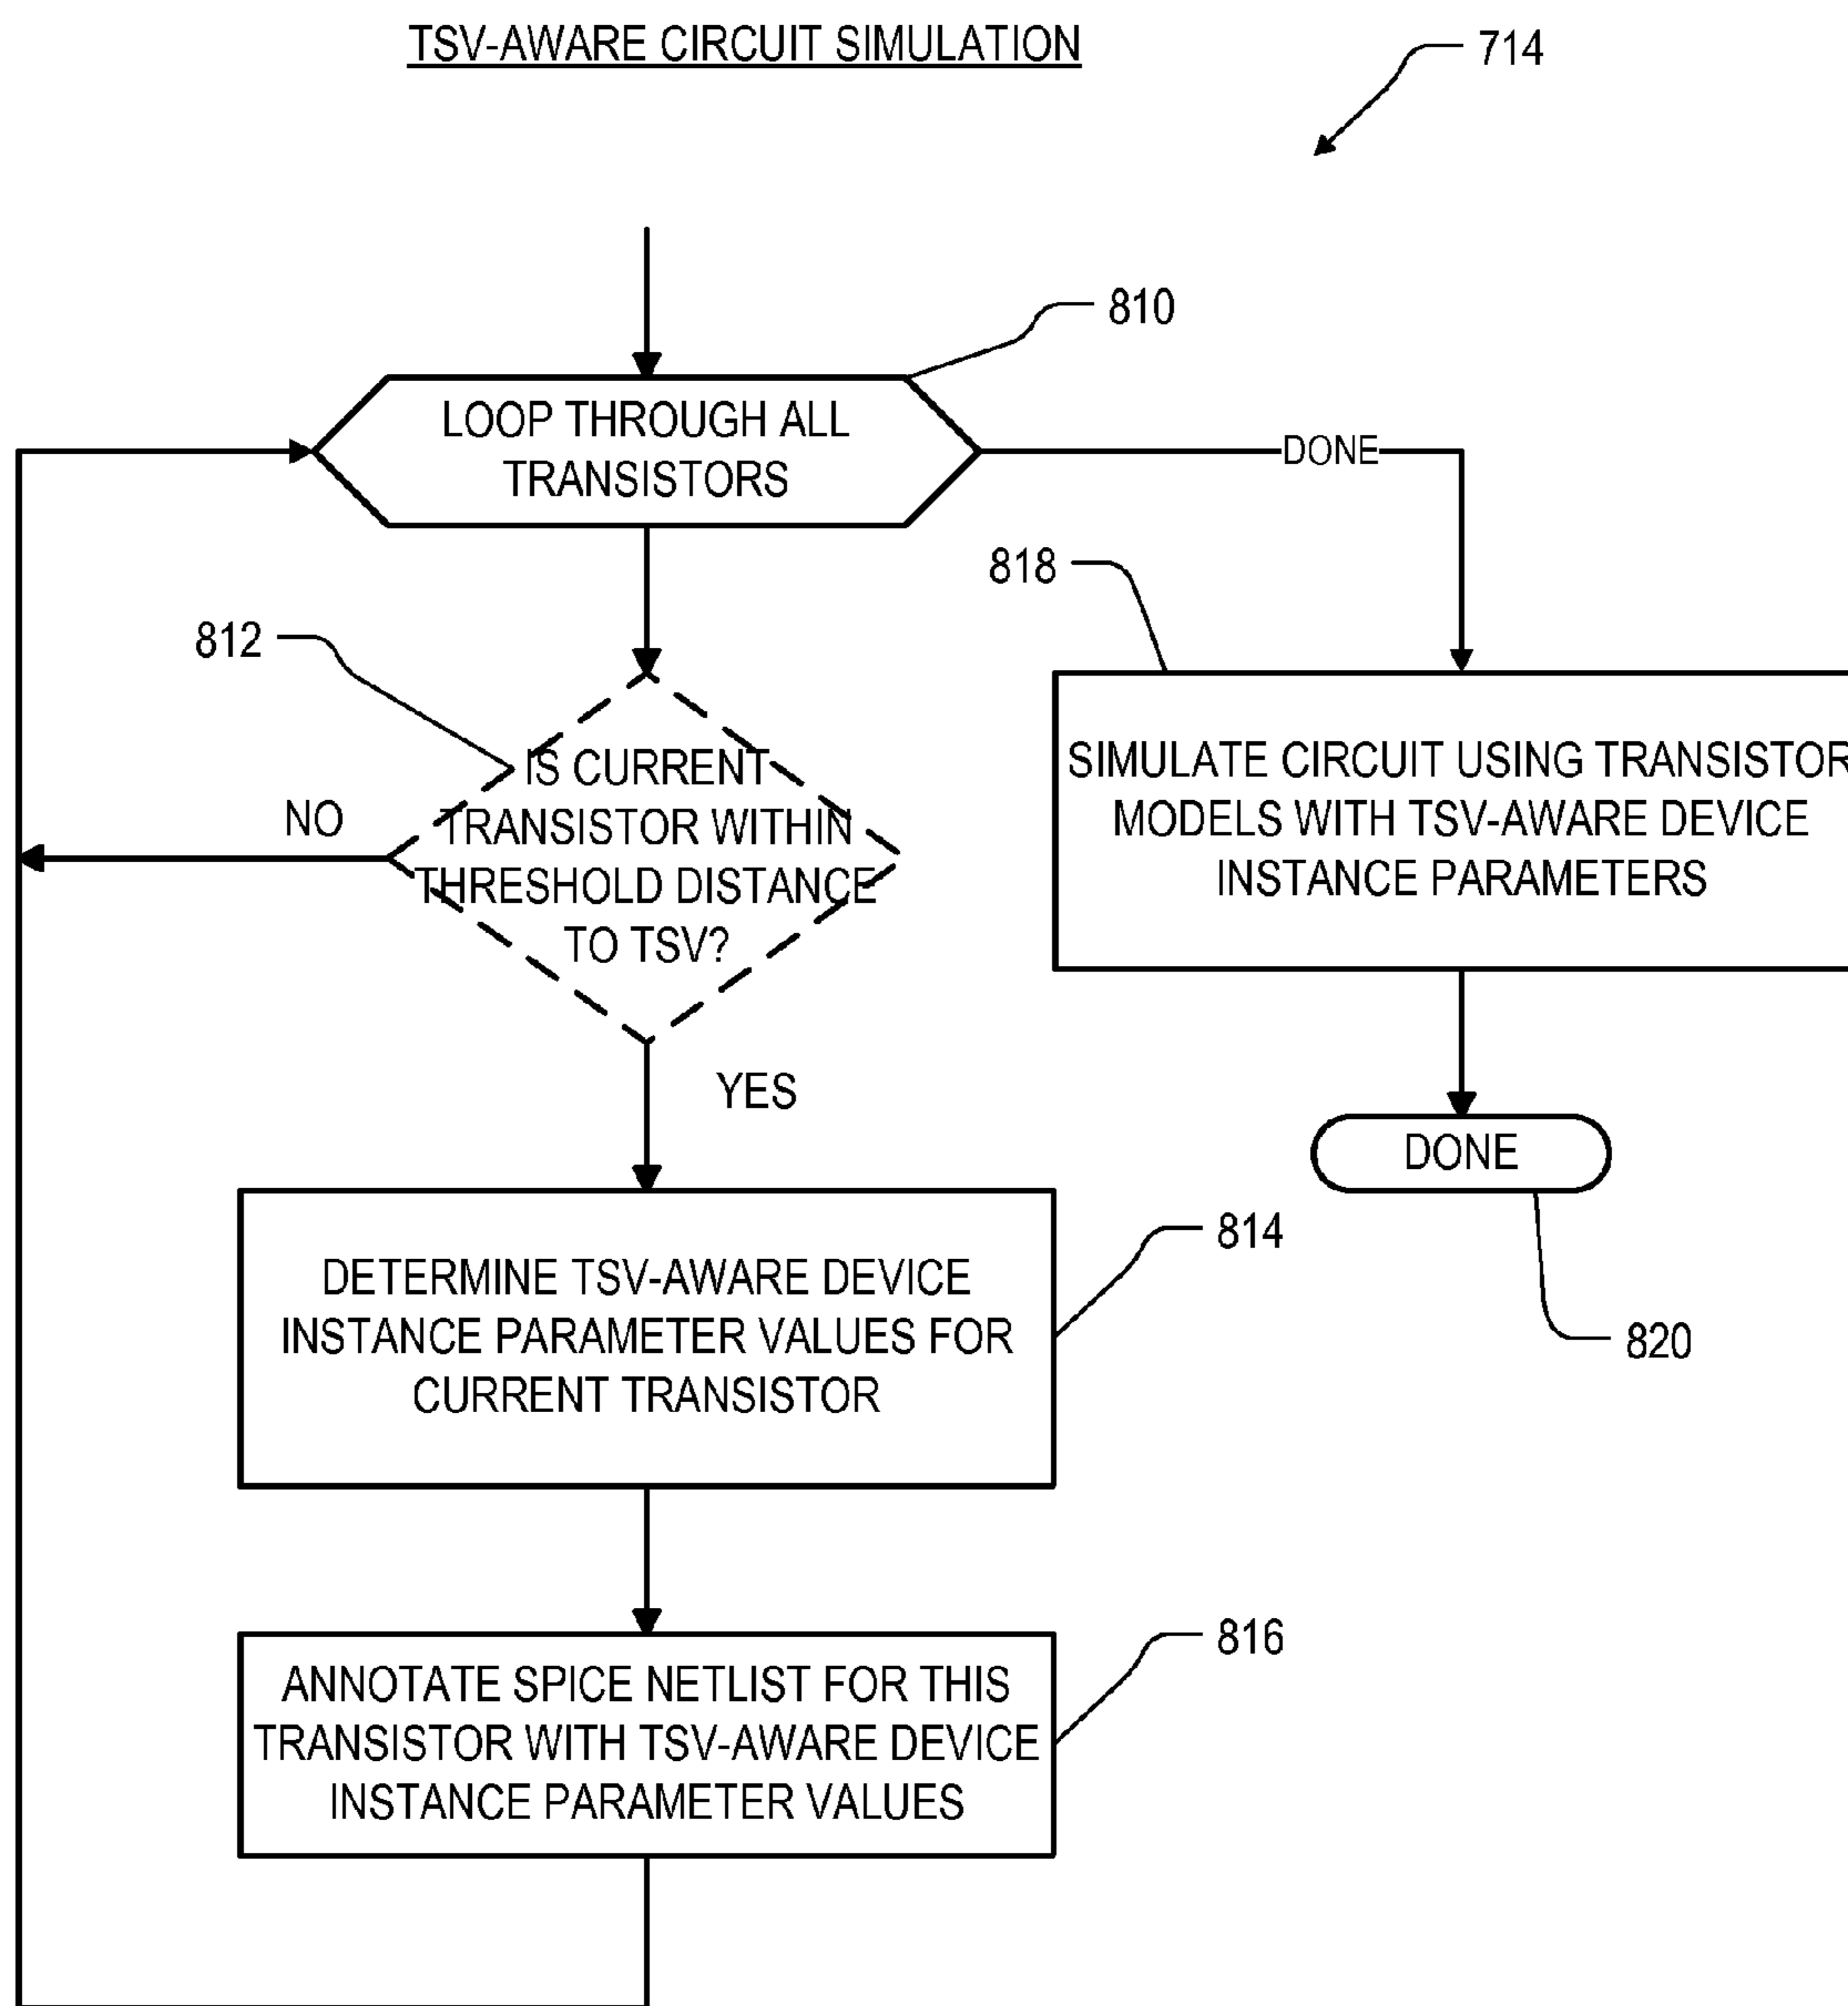 TSV-AWARE CIRCUIT SIMULATION
714
810
LOOP THROUGH ALL
TRANSISTORS
DONE
818
812
IS CURRENT
TRANSISTOR WITHIN
THRESHOLD DISTANCE
TO TSV?
NO
YES
SIMULATE CIRCUIT USING TRANSISTOR
MODELS WITH TSV-AWARE DEVICE
INSTANCE PARAMETERS
DONE
820
814
DETERMINE TSV-AWARE DEVICE
INSTANCE PARAMETER VALUES FOR
CURRENT TRANSISTOR
816
ANNOTATE SPICE NETLIST FOR THIS
TRANSISTOR WITH TSV-AWARE DEVICE
INSTANCE PARAMETER VALUES